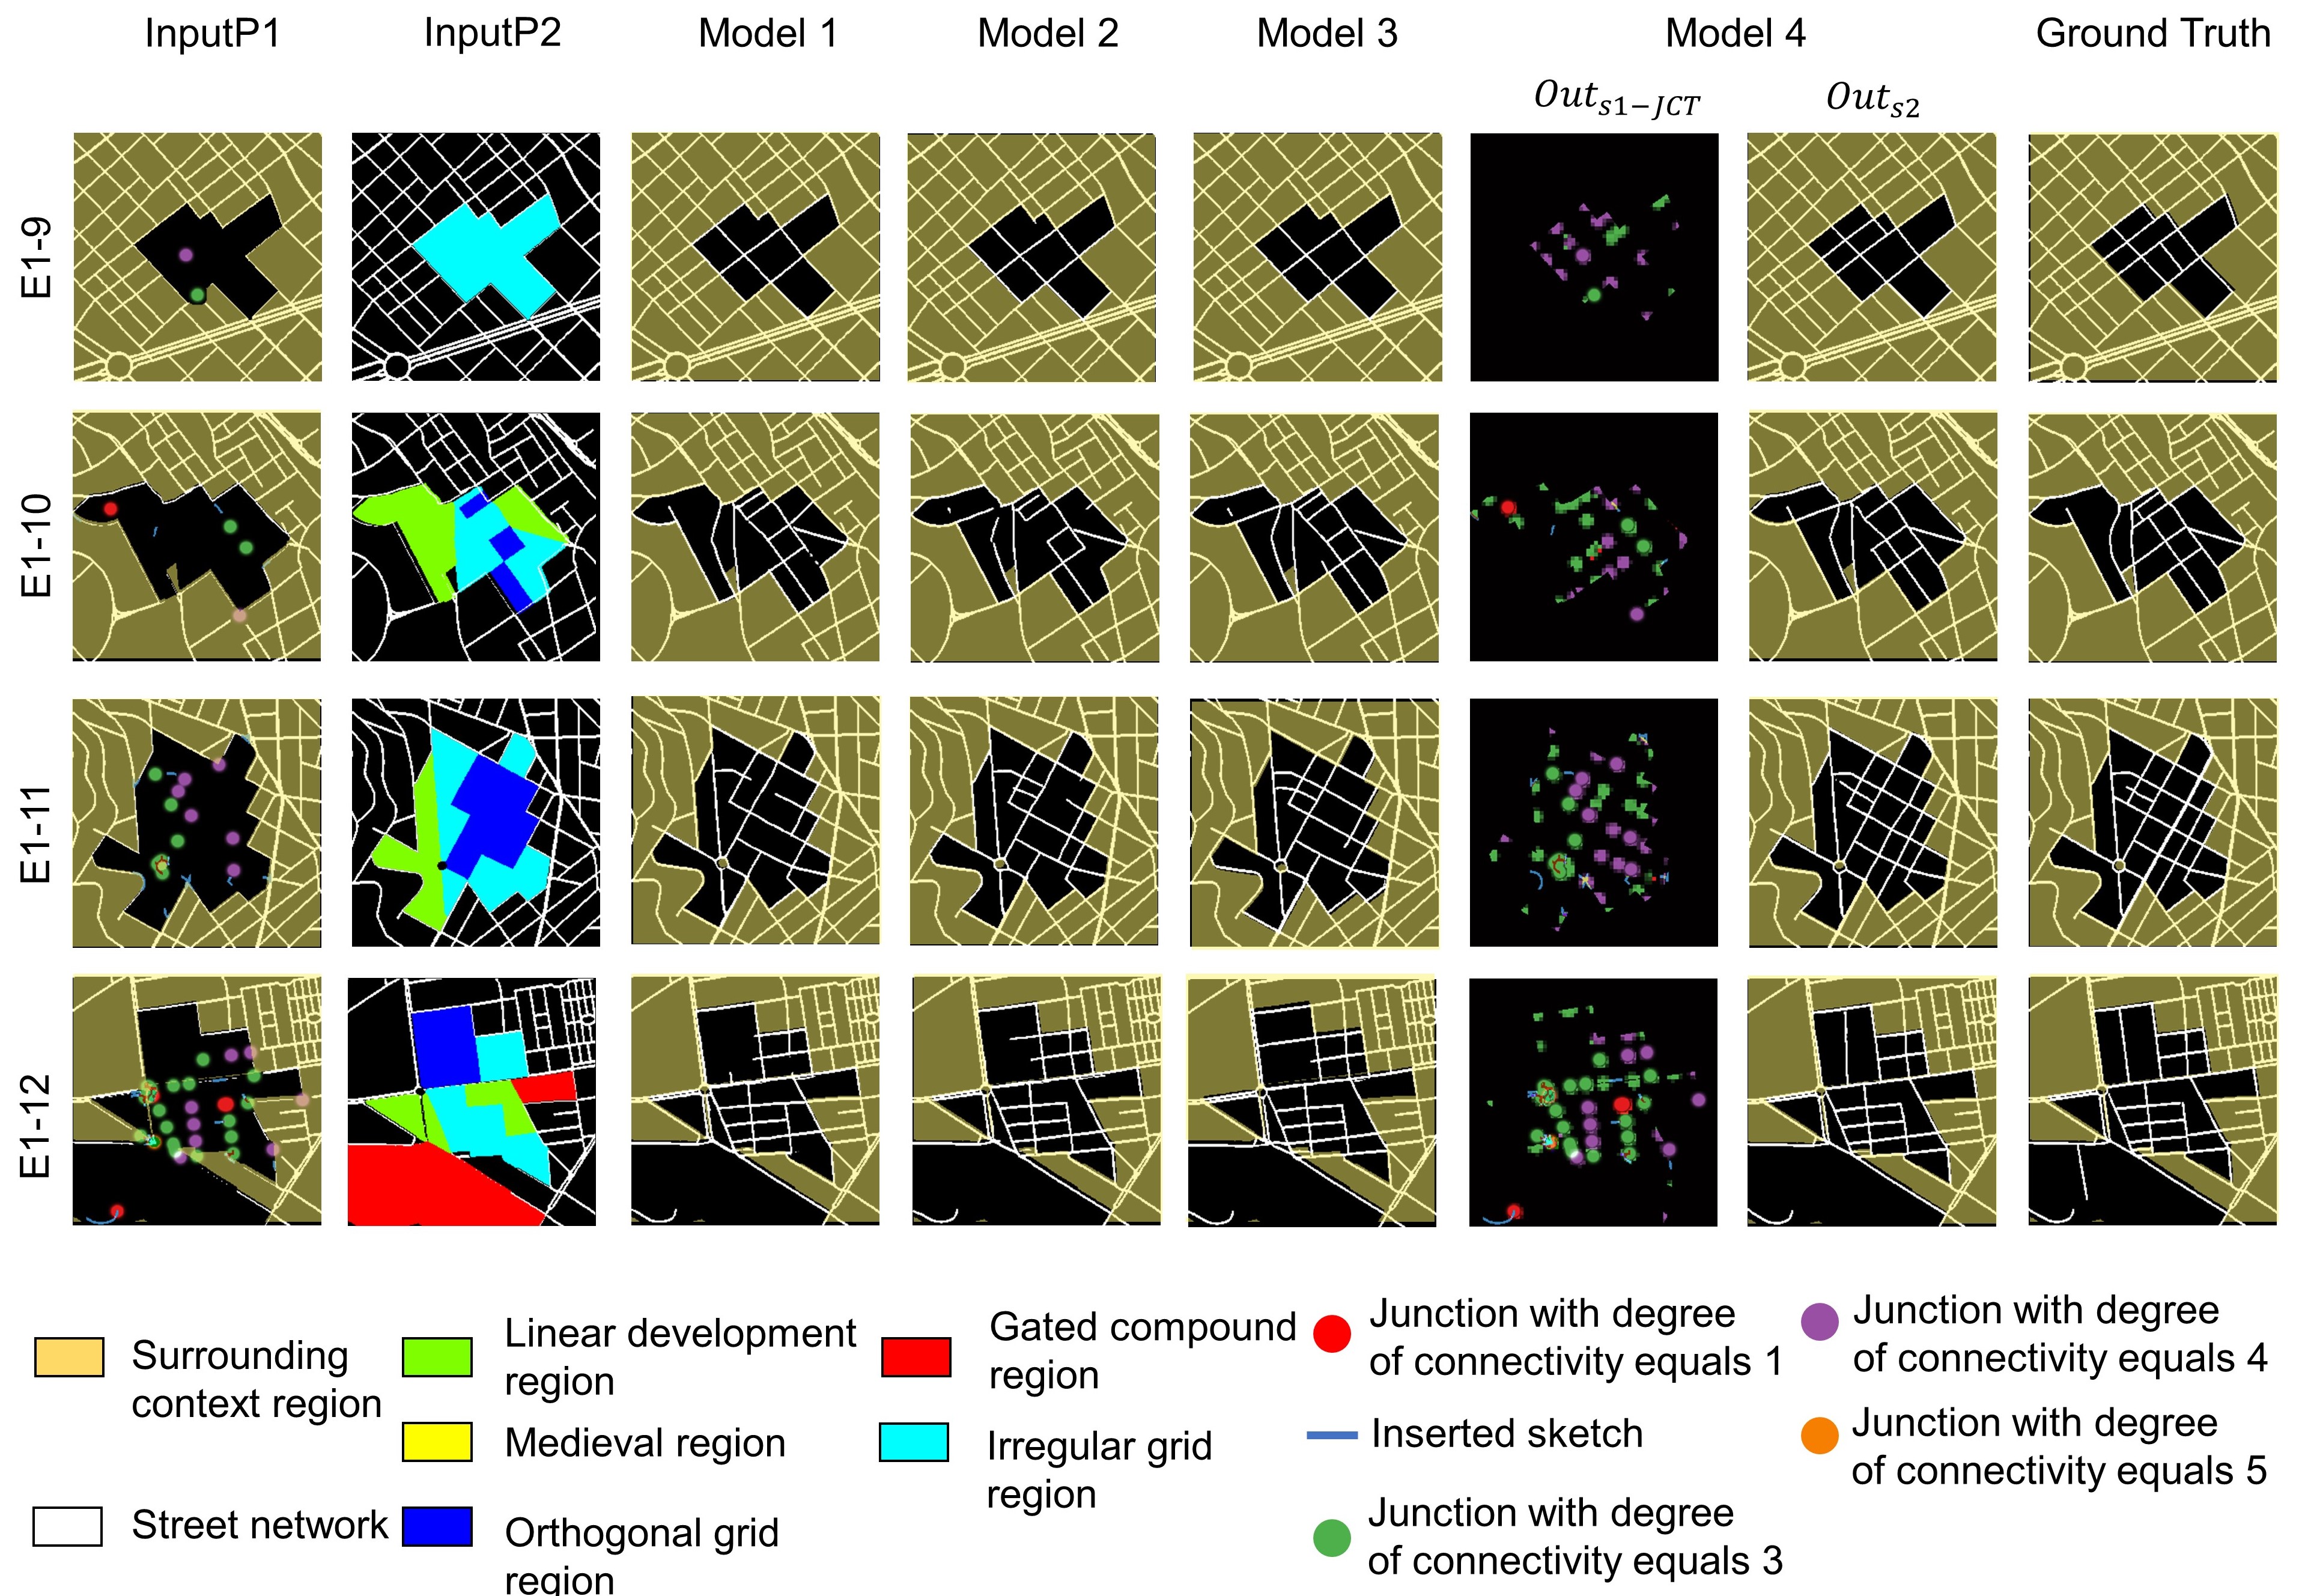 InputP1 InputP2 Model 1 Model 2 Model 3 Model 4 Ground Truth
Out_{s1-JCT} Out_{s2}
E1-9
E1-10
E1-11
E1-12
Surrounding
context region
Street network
Linear development
region
Medieval region
Orthogonal grid
region
Gated compound
region
Irregular grid
region
Junction with degree
of connectivity equals 1
Inserted sketch
Junction with degree
of connectivity equals 3
Junction with degree
of connectivity equals 4
Junction with degree
of connectivity equals 5